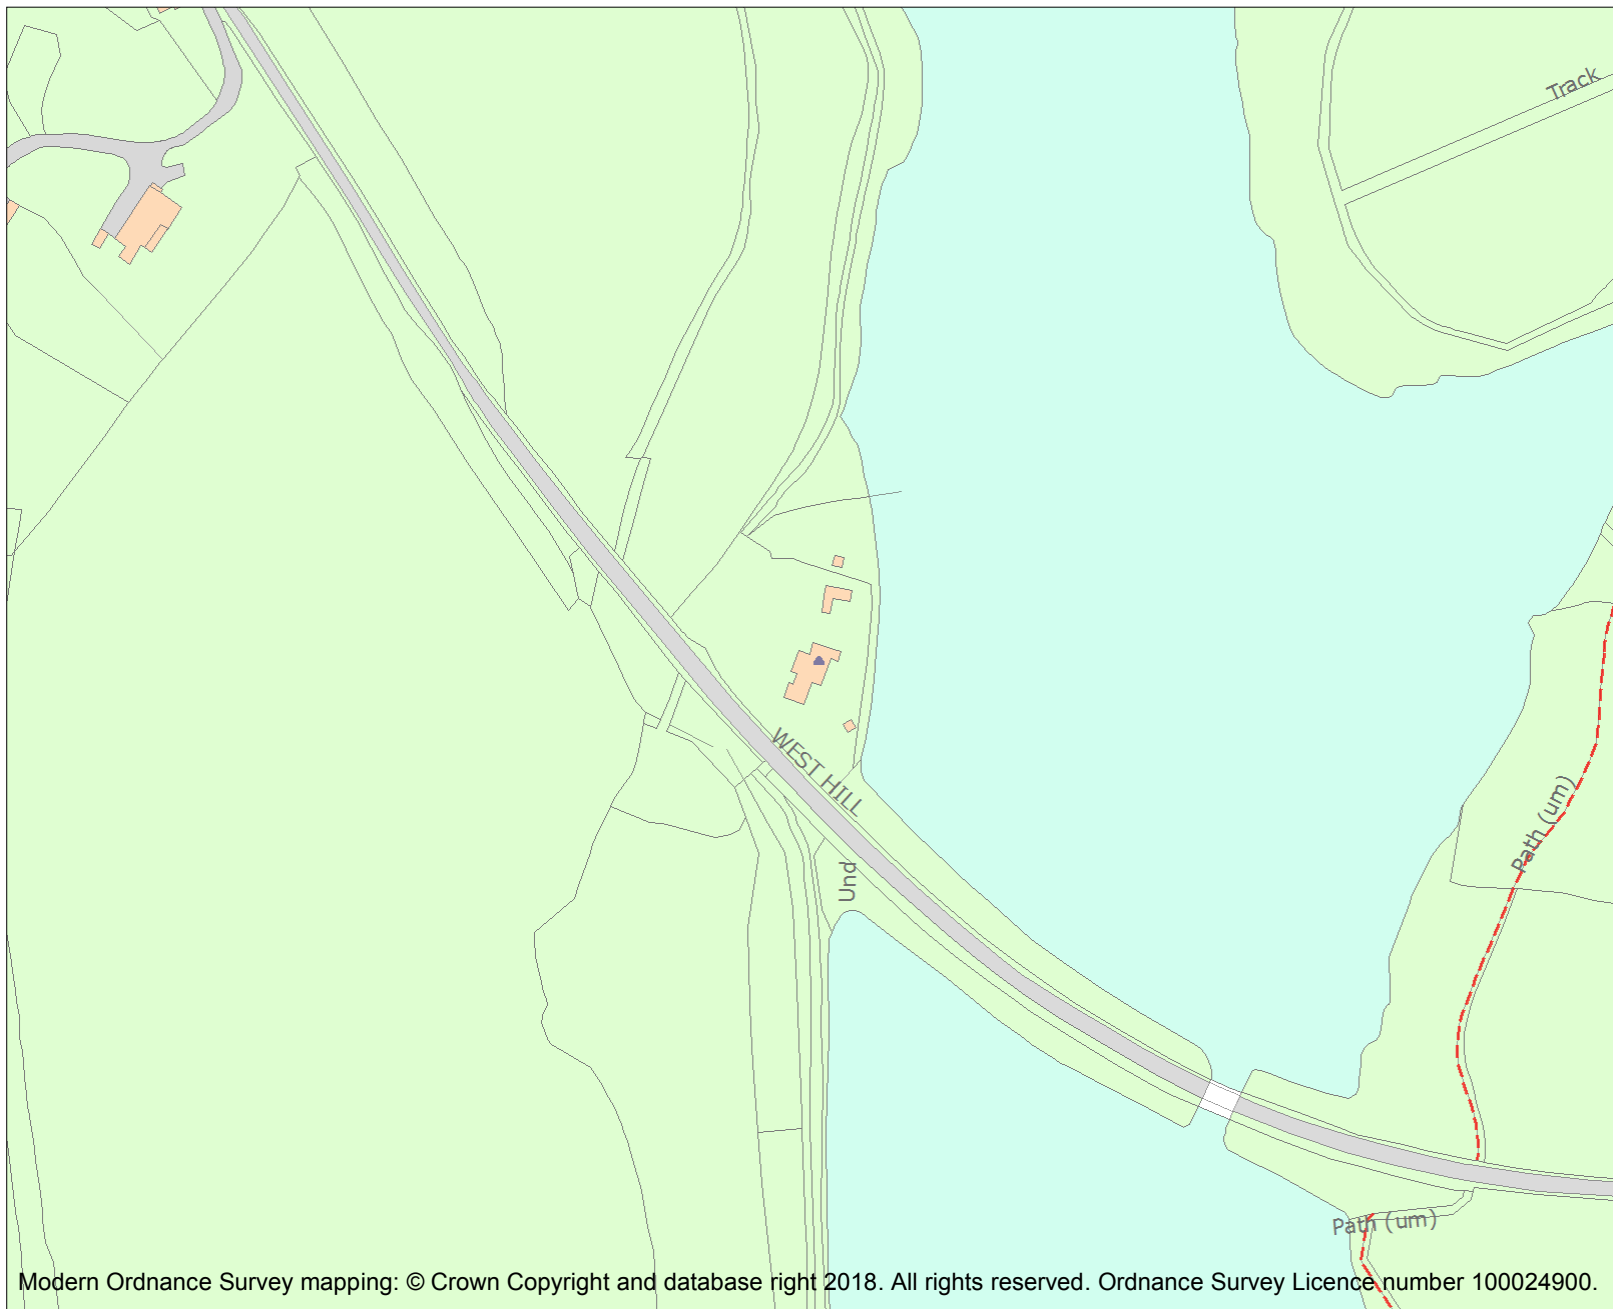 Track
WEST HILL
Path (um)
Und
Path (um)
Modern Ordnance Survey mapping: © Crown Copyright and database right 2018. All rights reserved. Ordnance Survey Licence number 100024900.